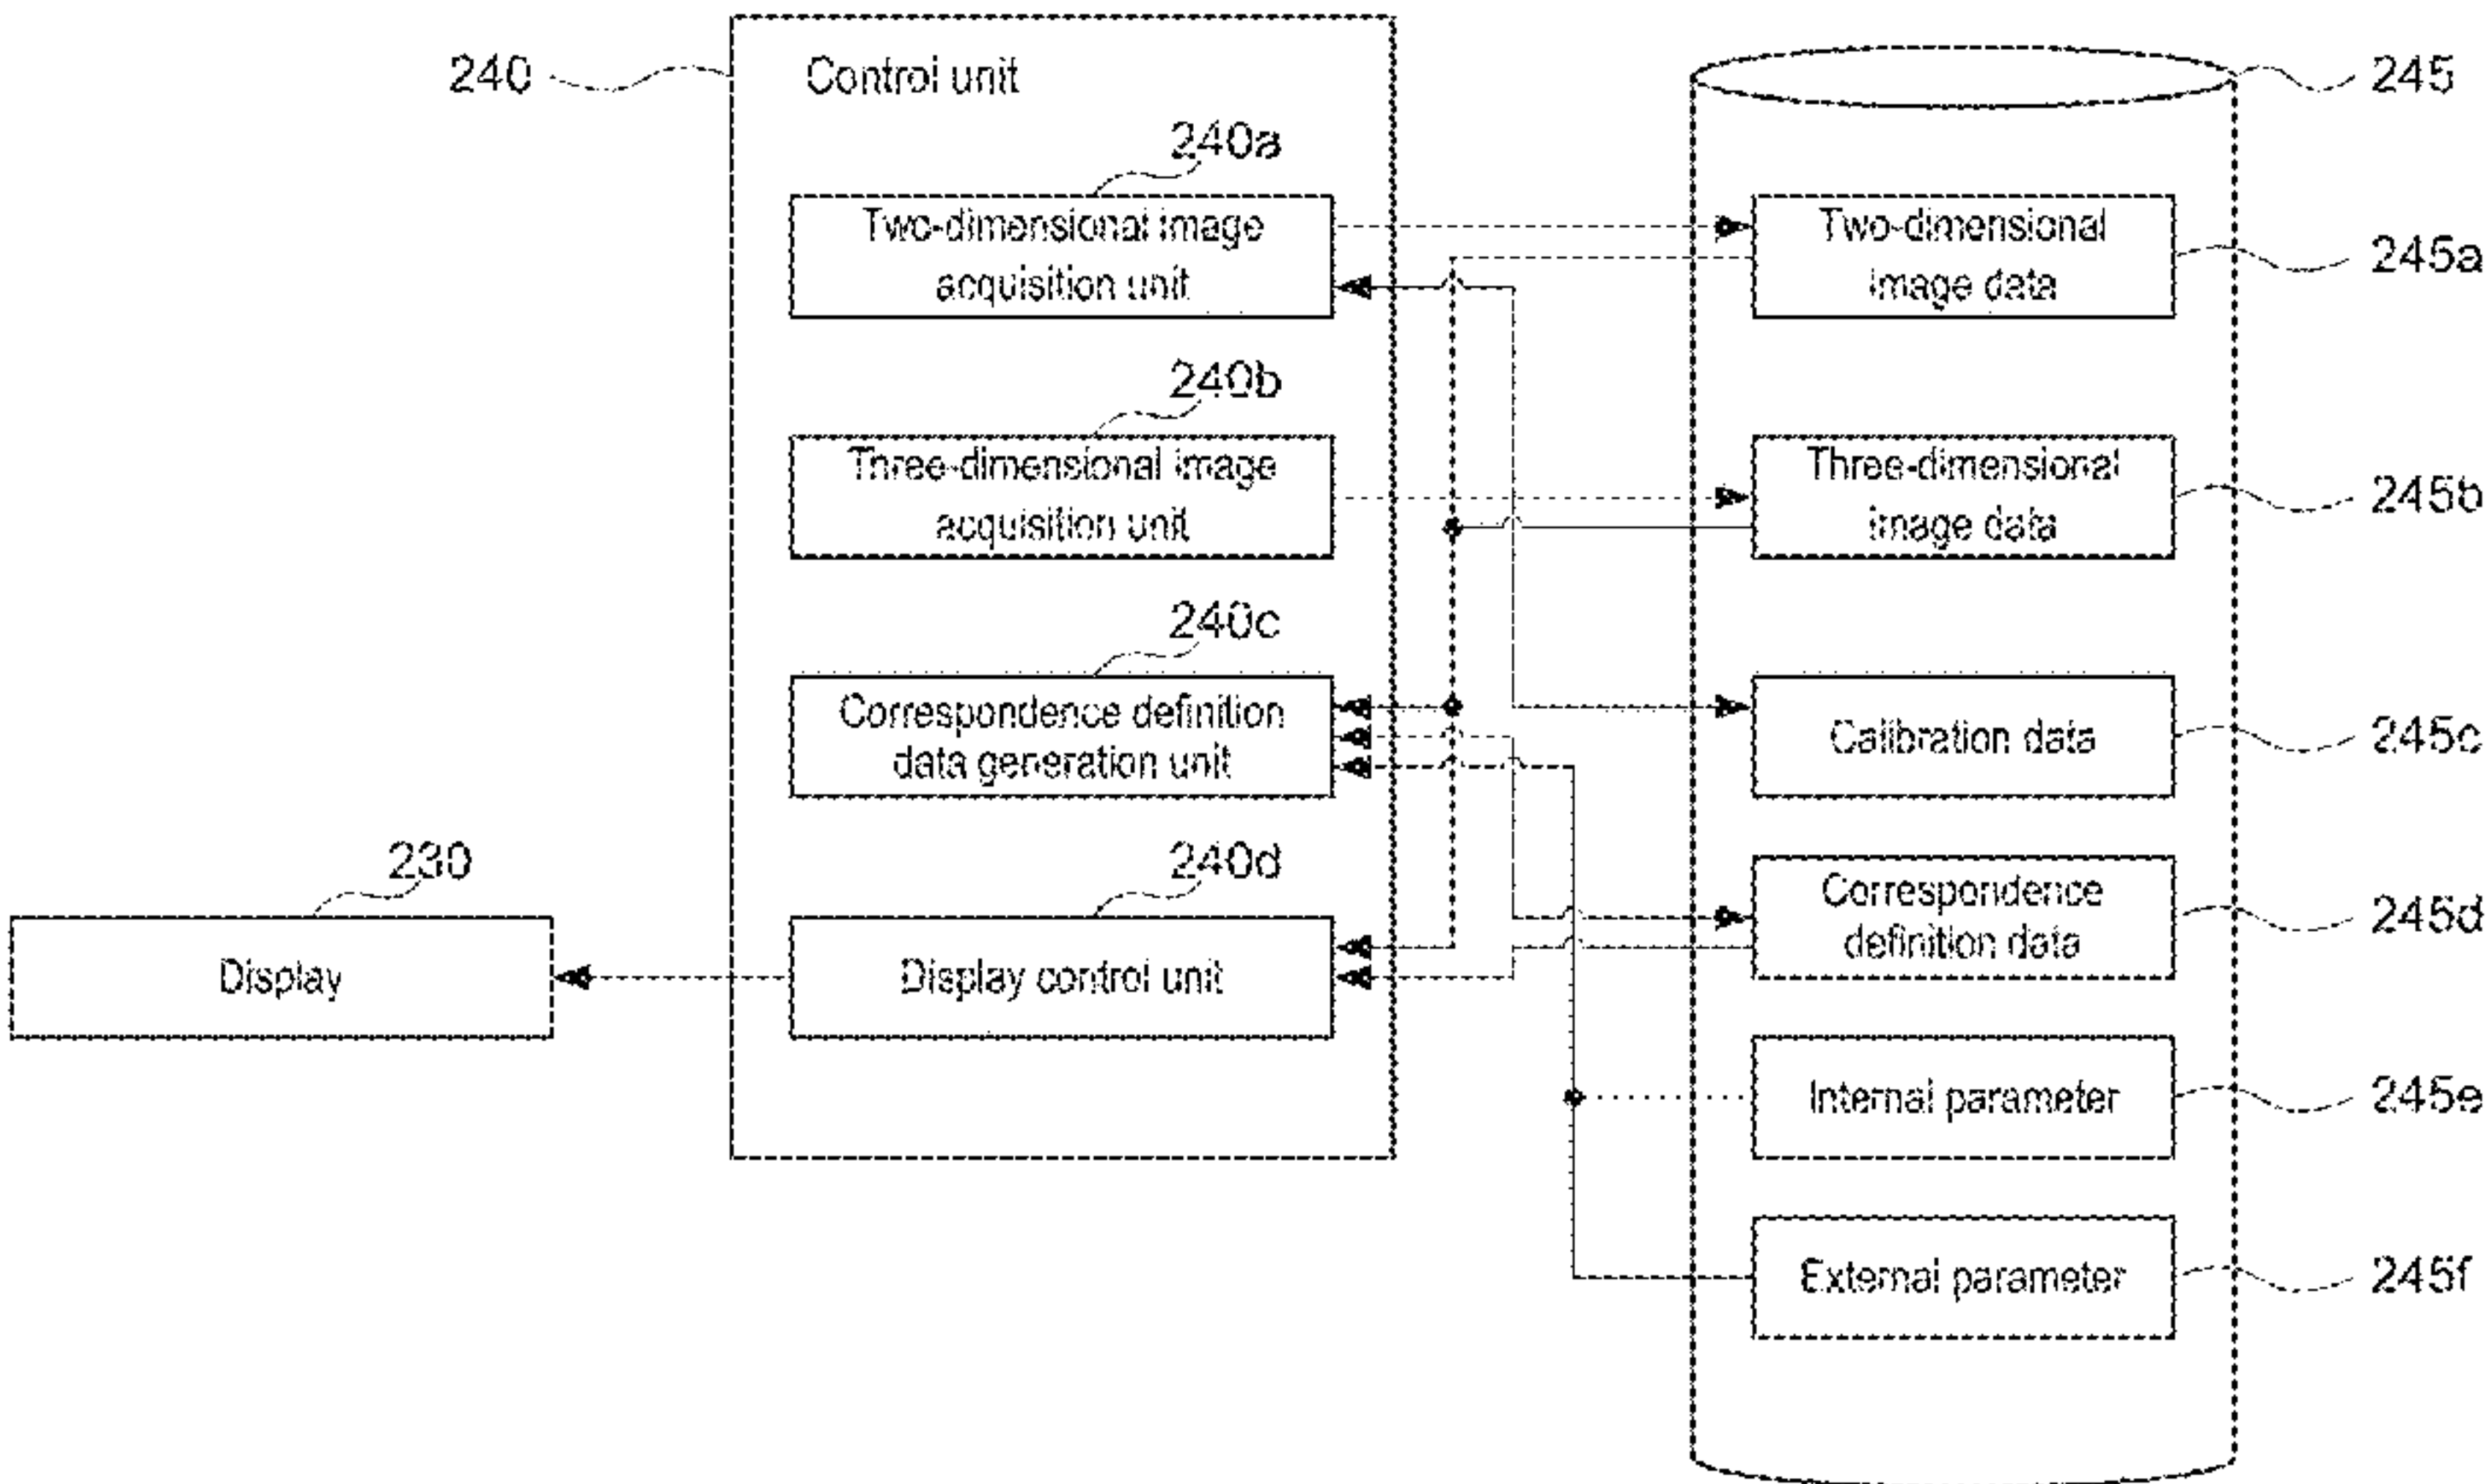 240
Control unit
245
240a
Two-dimensional image
acquisition unit
Two-dimensional
image data
245a
240b
Three-dimensional image
acquisition unit
Three-dimensional
image data
245b
240c
Correspondence definition
data generation unit
Calibration data
245c
230
Display
240d
Display control unit
Correspondence
definition data
245d
Internal parameter
245e
External parameter
245f